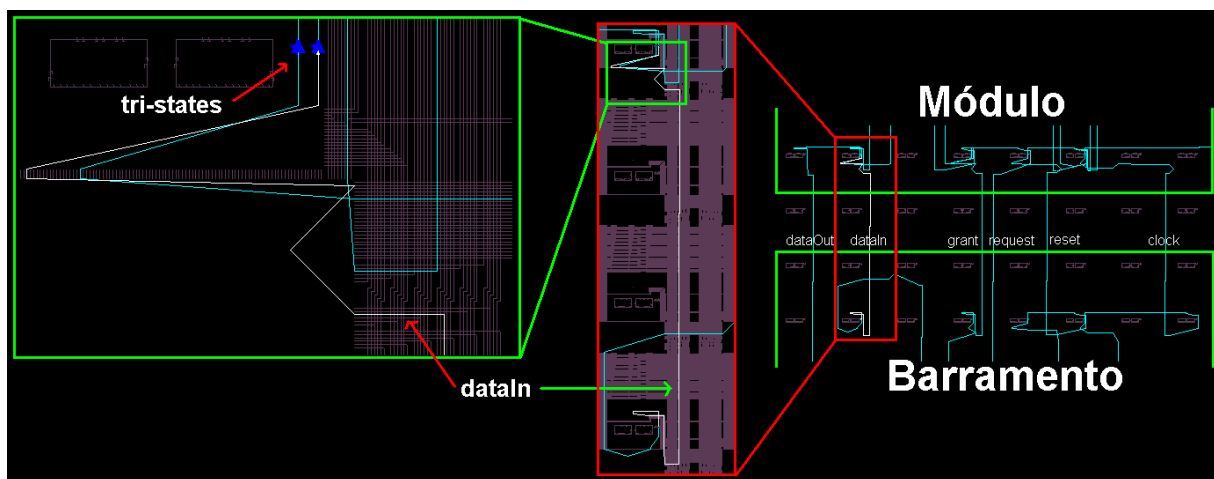 tri-states
dataIn
Módulo
dataOut dataIn grant request reset clock
Barramento